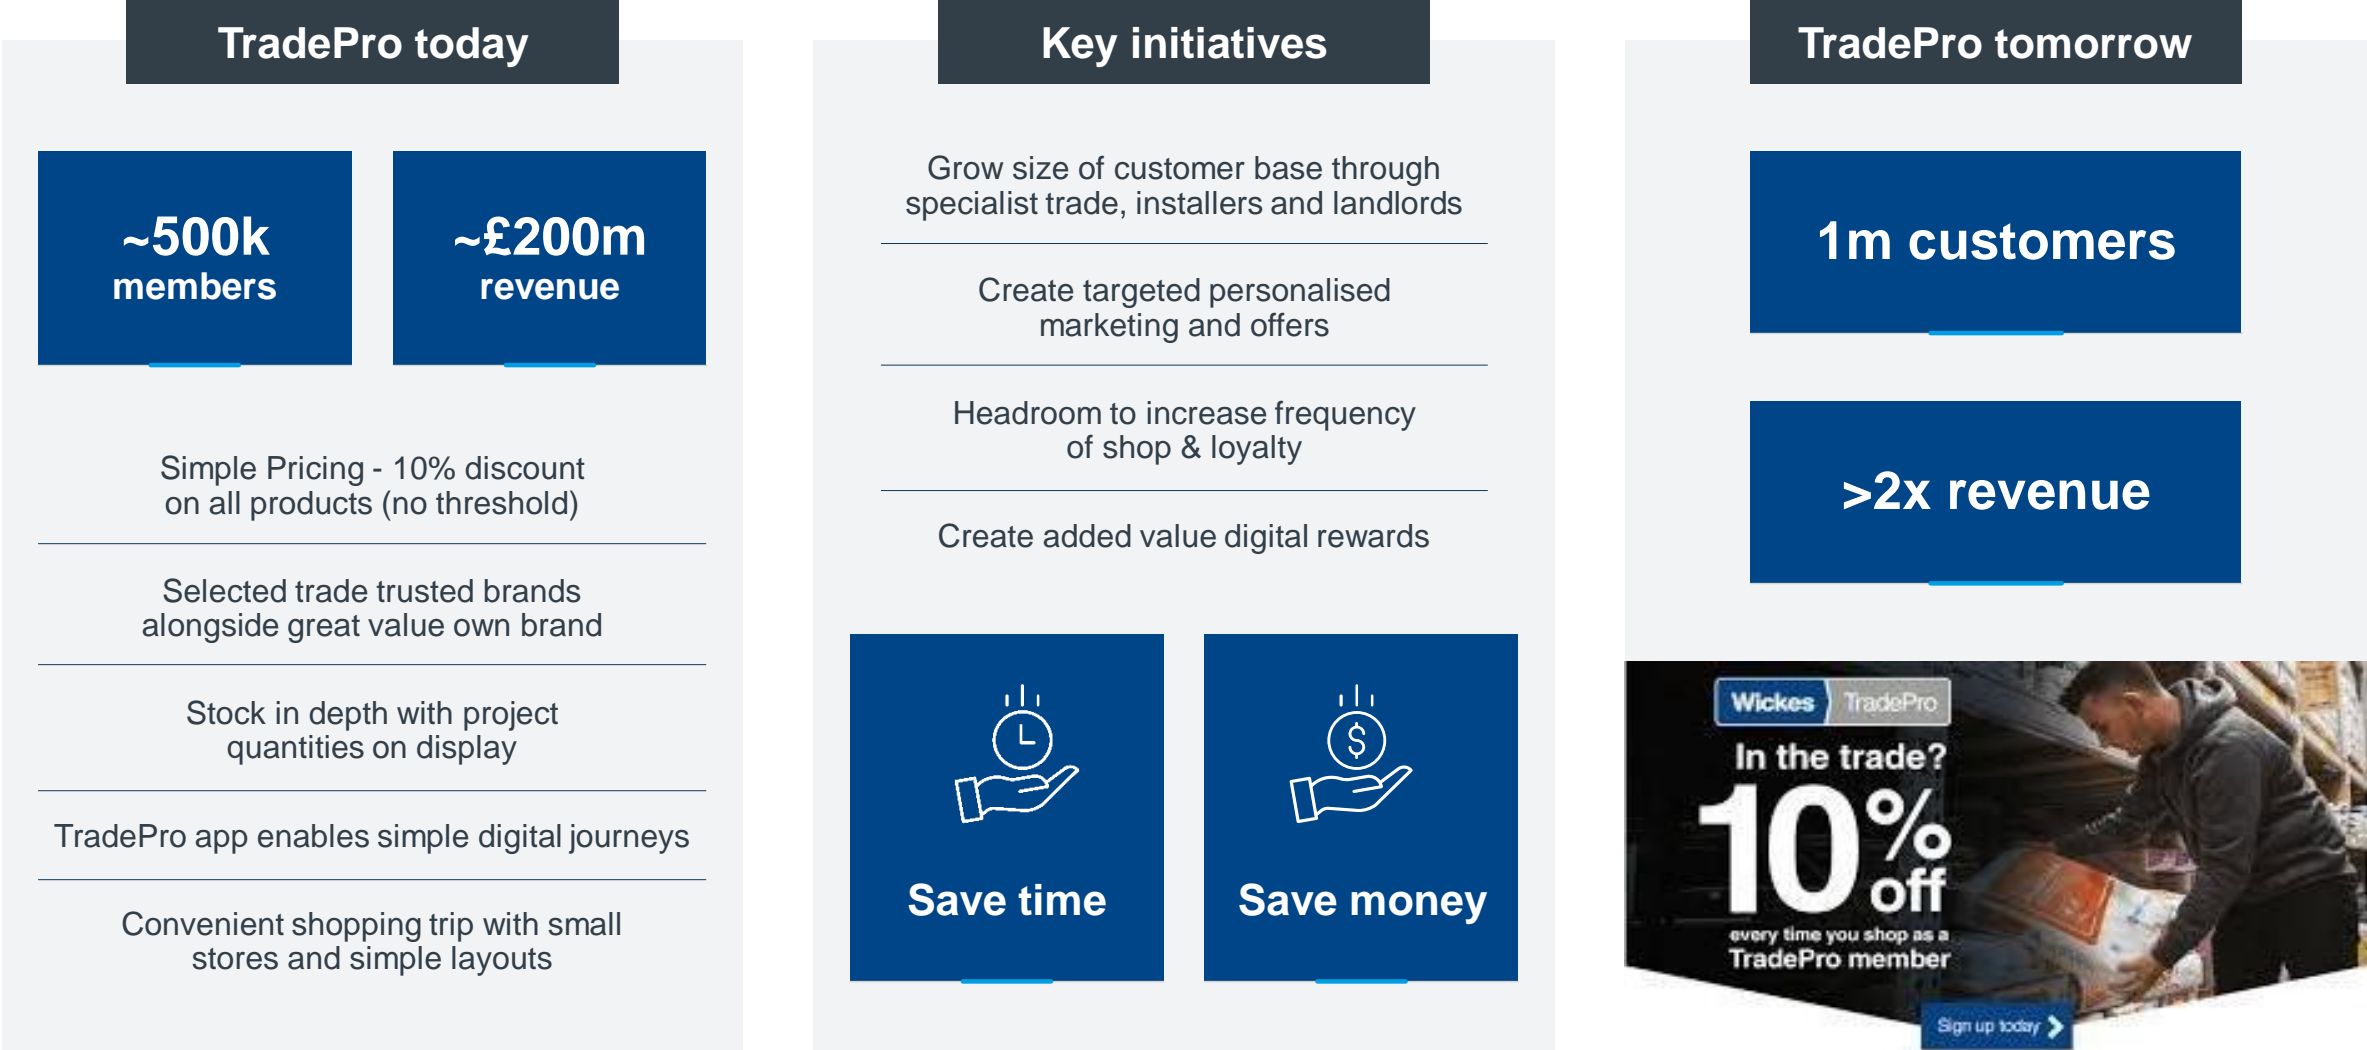 TradePro today
~500k
members
~£200m
revenue
Simple Pricing - 10% discount
on all products (no threshold)
Selected trade trusted brands
alongside great value own brand
Stock in depth with project
quantities on display
TradePro app enables simple digital journeys
Convenient shopping trip with small
stores and simple layouts
Key initiatives
Grow size of customer base through
specialist trade, installers and landlords
Create targeted personalised
marketing and offers
Headroom to increase frequency
of shop & loyalty
Create added value digital rewards
Save time
$
Save money
TradePro tomorrow
1m customers
>2x revenue
Wickes TradePro
In the trade?
10%
off
every time you shop as a
TradePro member
Sign up today